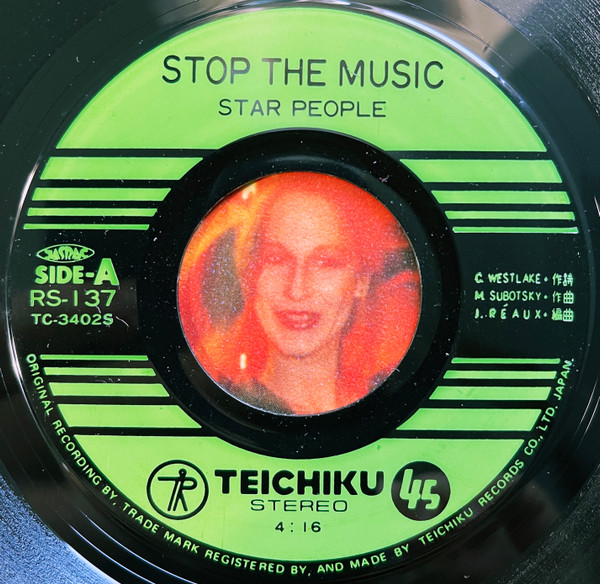 STOP THE MUSIC
STAR PEOPLE
JASRAC
SIDE-A
RS-137
TC-3402S
C. WESTLAKE・作詩
M. SUBOTSKY・作曲
J. RÉAUX・編曲
TEICHIKU 45
STEREO
4:16
ORIGINAL RECORDING BY, TRADE MARK REGISTERED BY, AND MADE BY TEICHIKU RECORDS CO., LTD. JAPAN.